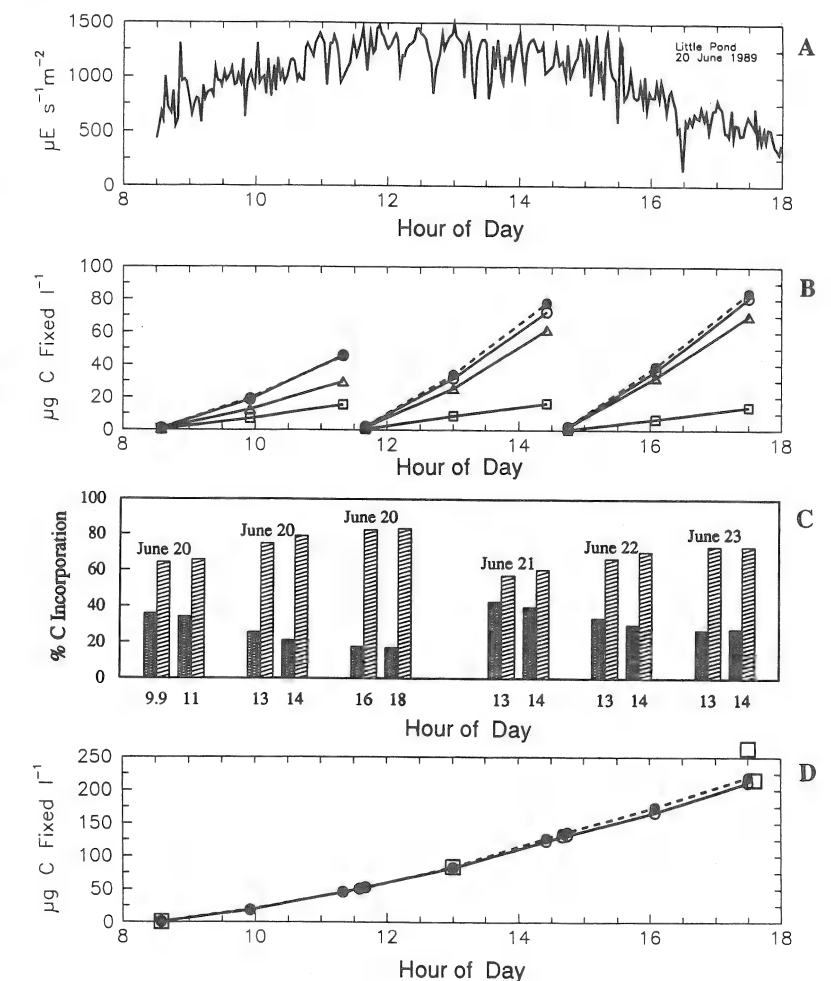 1500
1000
500
0
µE s⁻¹m⁻²
Little Pond
20 June 1989
A
8 10 12 14 16 18
Hour of Day
100
80
60
40
20
0
µg C Fixed l⁻¹
B
8 10 12 14 16 18
Hour of Day
100
80
60
40
20
0
% C Incorporation
C
June 20
June 20
June 20
June 21
June 22
June 23
9.9 11 13 14 16 18 13 14 13 14 13 14
Hour of Day
250
200
150
100
50
0
µg C Fixed l⁻¹
D
8 10 12 14 16 18
Hour of Day